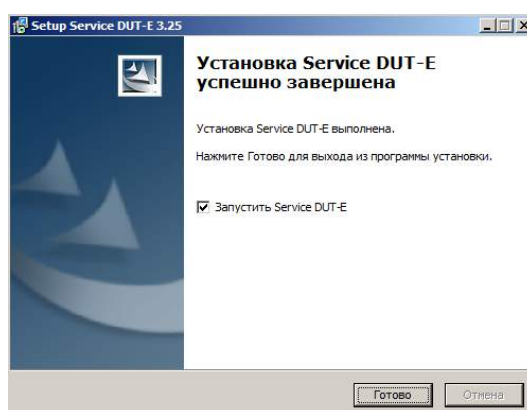 Setup Service DUT-E 3.25
Установка Service DUT-E
успешно завершена
Установка Service DUT-E выполнена.
Нажмите Готово для выхода из программы установки.
Запустить Service DUT-E
Готово
Отмена